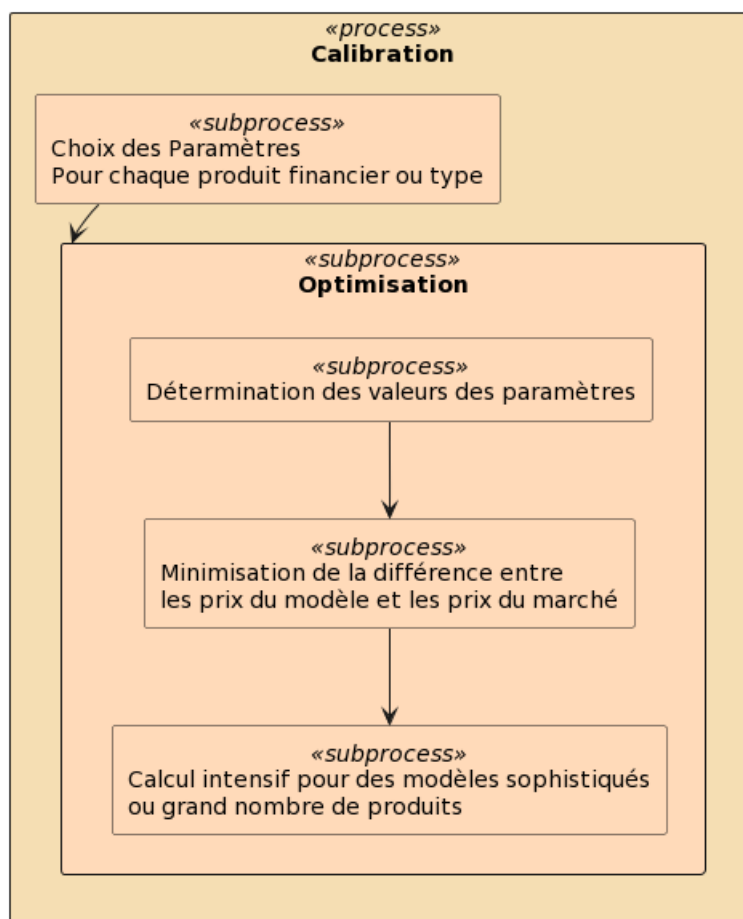 «process»
Calibration
«subprocess»
Choix des Paramètres
Pour chaque produit financier ou type
«subprocess»
Optimisation
«subprocess»
Détermination des valeurs des paramètres
«subprocess»
Minimisation de la différence entre
les prix du modèle et les prix du marché
«subprocess»
Calcul intensif pour des modèles sophistiqués
ou grand nombre de produits